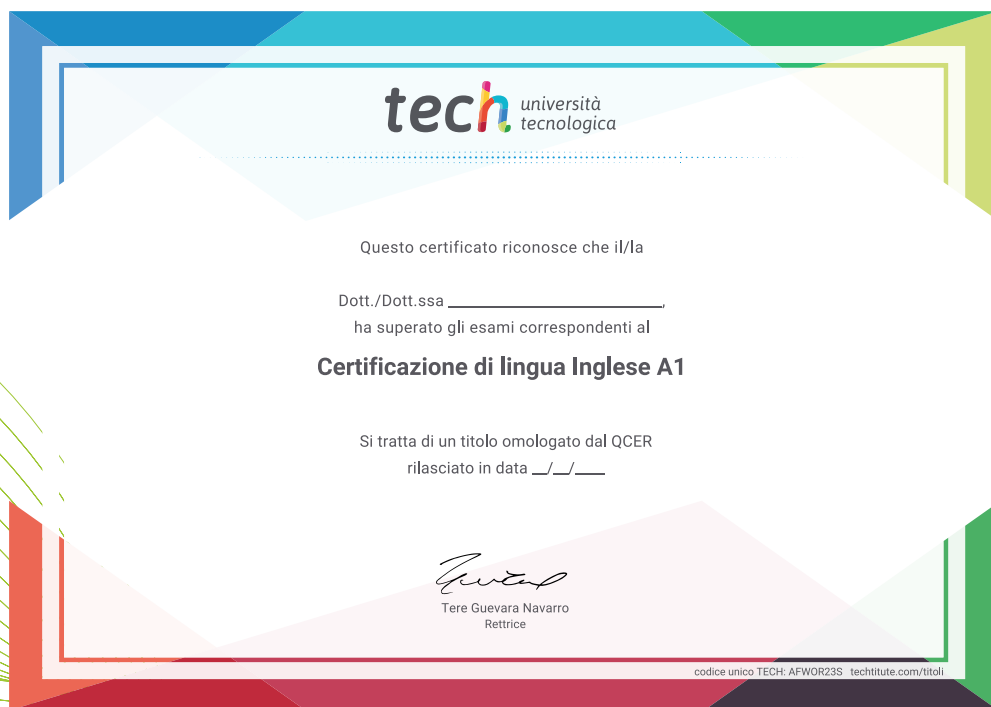 tech università
tecnologica
Questo certificato riconosce che il/la
Dott./Dott.ssa ____________________,
ha superato gli esami correspondenti al
Certificazione di lingua Inglese A1
Si tratta di un titolo omologato dal QCER
rilasciato in data __/__/____
Tere Guevara Navarro
Rettrice
codice unico TECH: AFWOR23S techtitute.com/titoli